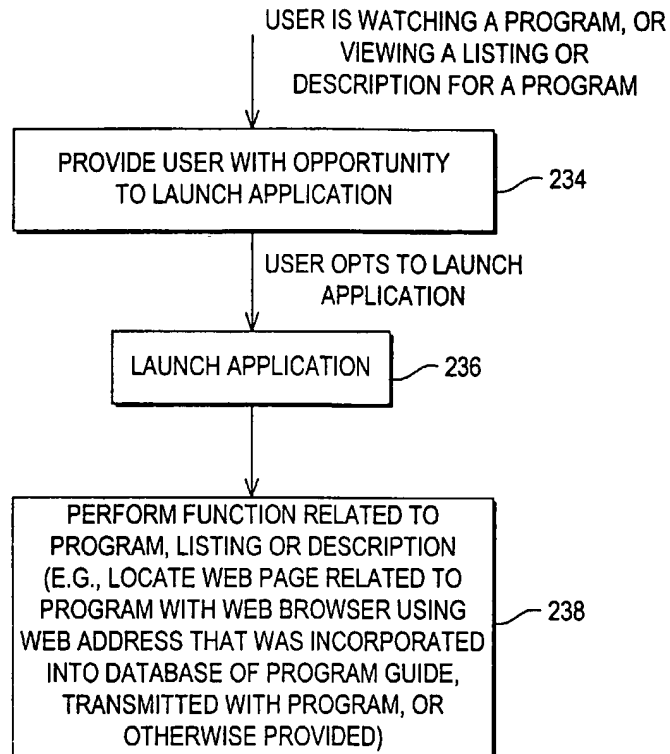 USER IS WATCHING A PROGRAM, OR
VIEWING A LISTING OR
DESCRIPTION FOR A PROGRAM
PROVIDE USER WITH OPPORTUNITY
TO LAUNCH APPLICATION
234
USER OPTS TO LAUNCH
APPLICATION
LAUNCH APPLICATION
236
PERFORM FUNCTION RELATED TO
PROGRAM, LISTING OR DESCRIPTION
(E.G., LOCATE WEB PAGE RELATED TO
PROGRAM WITH WEB BROWSER USING
WEB ADDRESS THAT WAS INCORPORATED
INTO DATABASE OF PROGRAM GUIDE,
TRANSMITTED WITH PROGRAM, OR
OTHERWISE PROVIDED)
238